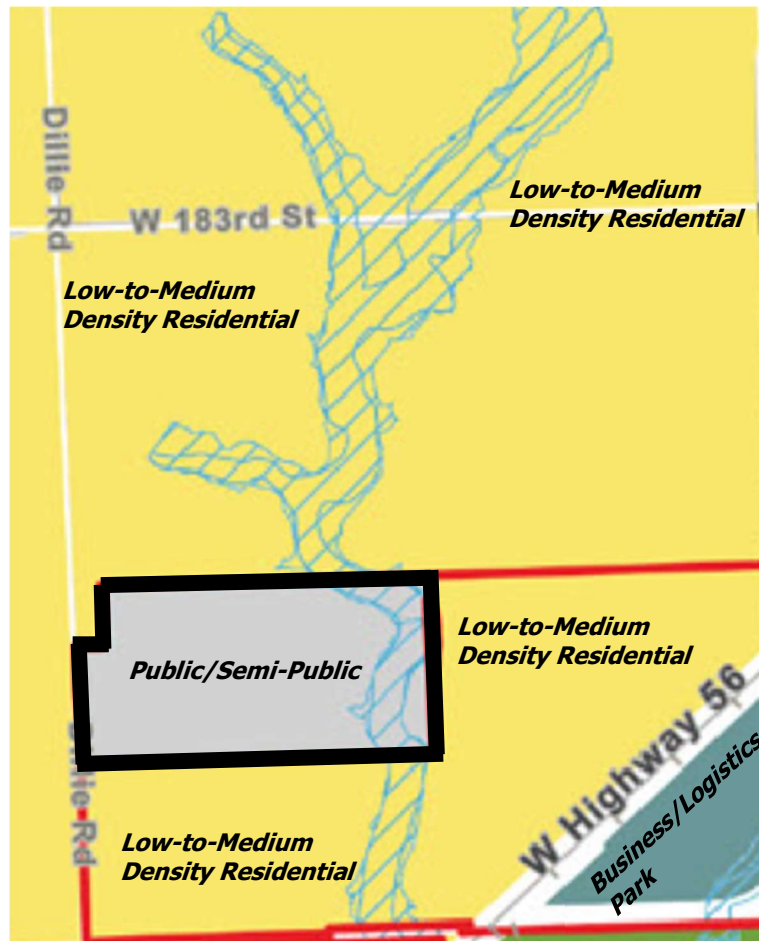 Dillie Rd
W 183rd St
Low-to-Medium
Density Residential
Low-to-Medium
Density Residential
Public/Semi-Public
Low-to-Medium
Density Residential
W Highway 56
Business/Logistics
Park
Dillie Rd
Low-to-Medium
Density Residential